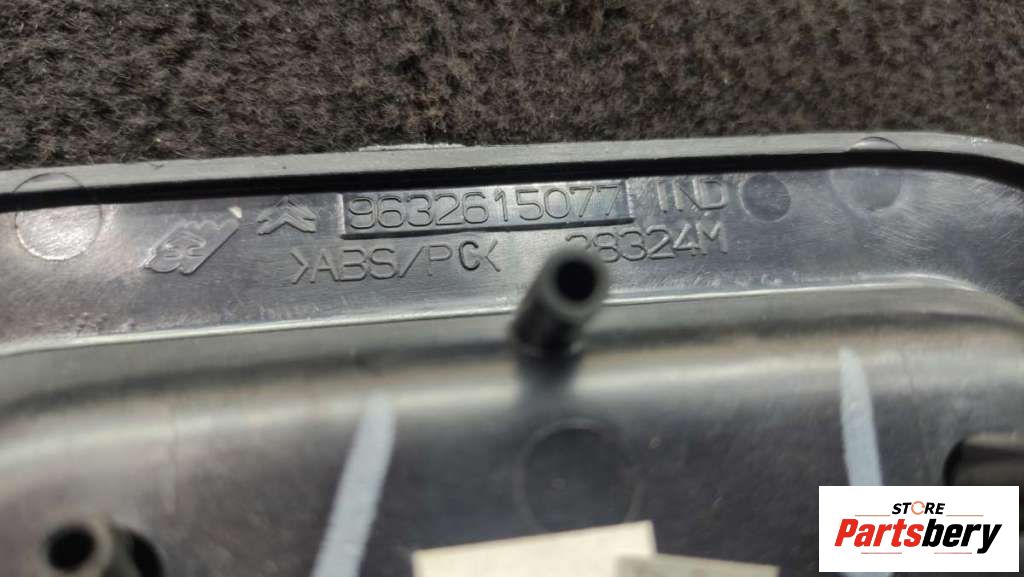 9632615077 IND
>ABS/PC< 28324M
STORE
Partsbery